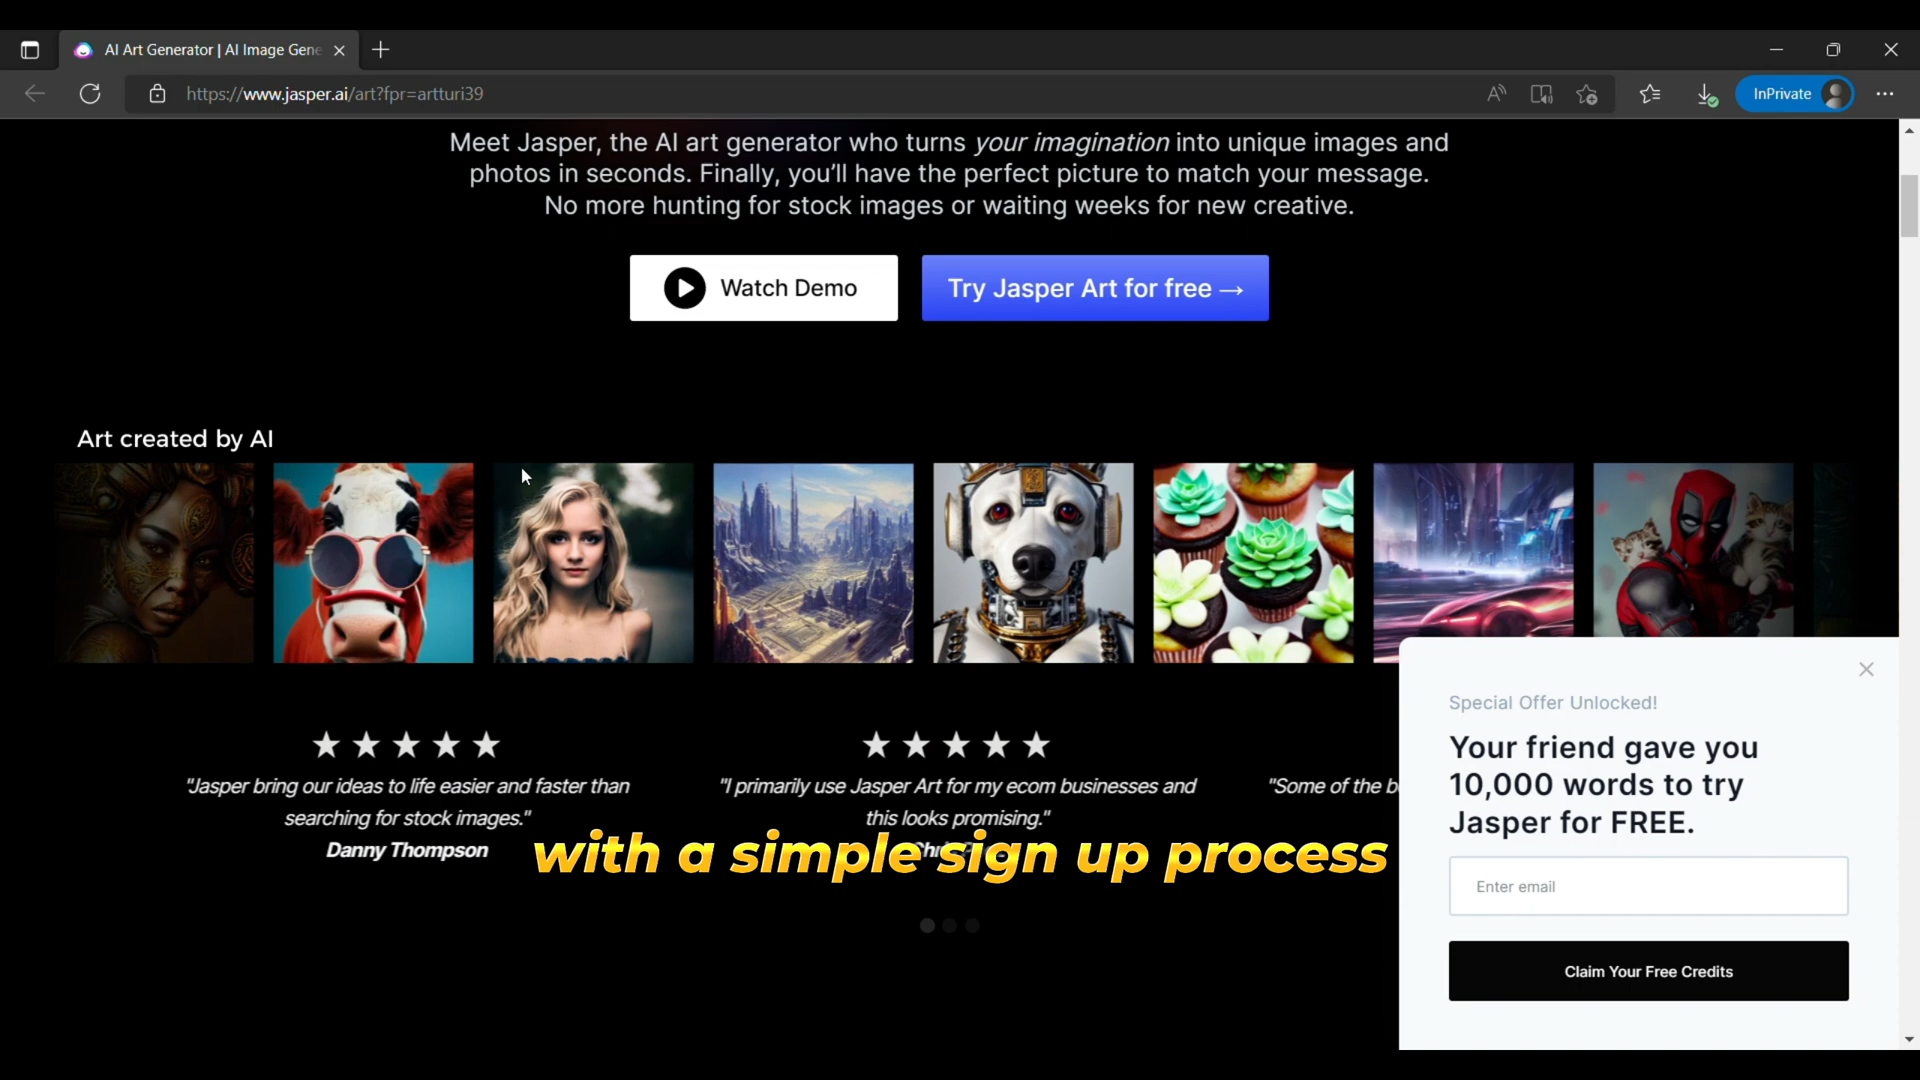 AI Art Generator | AI Image Gene
InPrivate
https://www.jasper.ai/art?fpr=artturi39
Meet Jasper, the AI art generator who turns your imagination into unique images and
photos in seconds. Finally, you’ll have the perfect picture to match your message.
No more hunting for stock images or waiting weeks for new creative.
Watch Demo
Try Jasper Art for free →
Art created by AI
"Jasper bring our ideas to life easier and faster than
searching for stock images."
Danny Thompson
"I primarily use Jasper Art for my ecom businesses and
this looks promising."
"Some of the b
with a simple sign up process
Special Offer Unlocked!
Your friend gave you
10,000 words to try
Jasper for FREE.
Enter email
Claim Your Free Credits